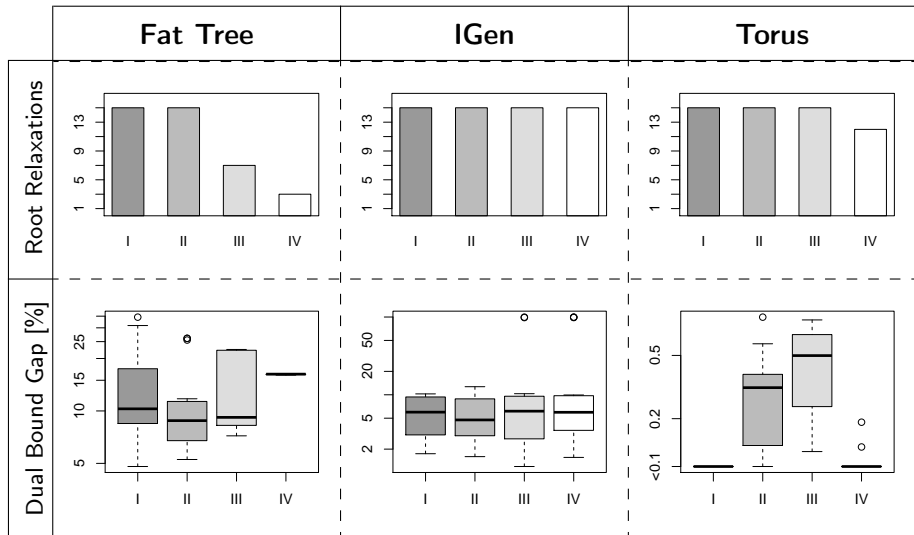 Fat Tree IGen Torus
Root Relaxations
13
9
5
1
I II III IV
13
9
5
1
I II III IV
13
9
5
1
I II III IV
Dual Bound Gap [%]
25
15
10
5
I II III IV
50
20
5
2
I II III IV
0.5
0.2
<0.1
I II III IV